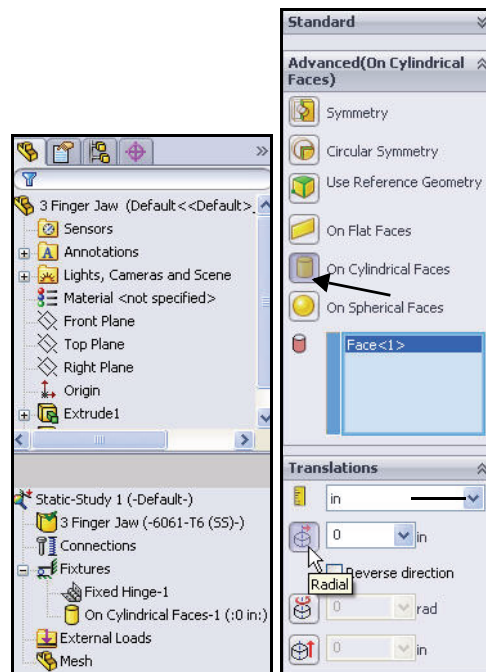 3 Finger Jaw (Default<<Default>_
Sensors
Annotations
Lights, Cameras and Scene
Material <not specified>
Front Plane
Top Plane
Right Plane
Origin
Extrude1
Static-Study 1 (-Default-)
3 Finger Jaw (-6061-T6 (SS)-)
Connections
Fixtures
Fixed Hinge-1
On Cylindrical Faces-1 (:0 in:)
External Loads
Mesh
Standard
Advanced(On Cylindrical
Faces)
Symmetry
Circular Symmetry
Use Reference Geometry
On Flat Faces
On Cylindrical Faces
On Spherical Faces
Face<1>
Translations
in
0 in
Reverse direction
Radial
0 rad
0 in